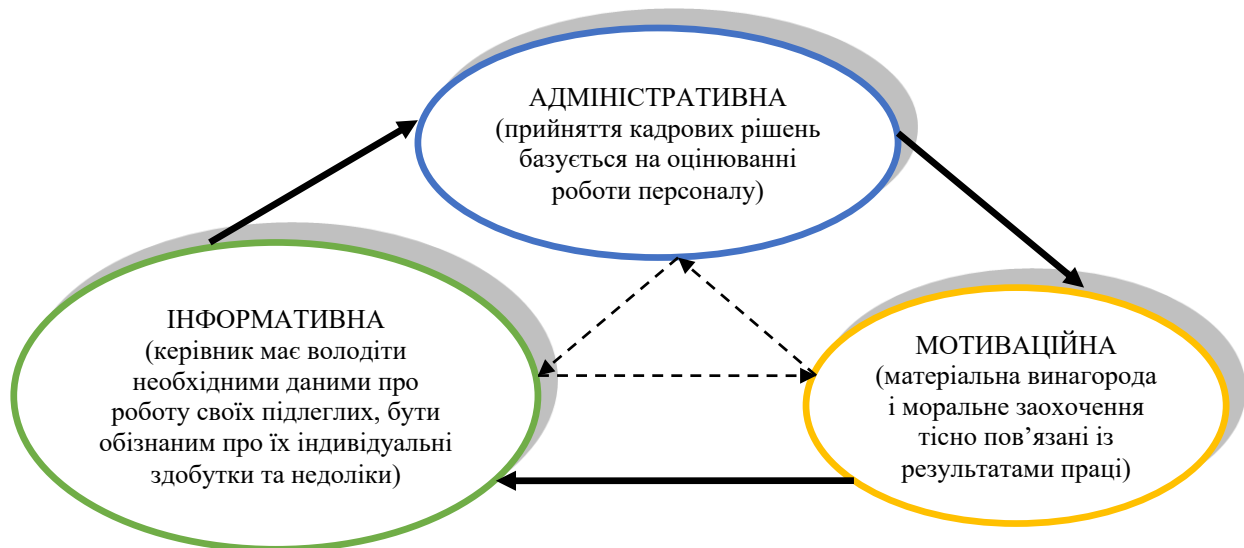 АДМІНІСТРАТИВНА
(прийняття кадрових рішень
базується на оцінюванні
роботи персоналу)
ІНФОРМАТИВНА
(керівник має володіти
необхідними даними про
роботу своїх підлеглих, бути
обізнаним про їх індивідуальні
здобутки та недоліки)
МОТИВАЦІЙНА
(матеріальна винагорода
і моральне заохочення
тісно пов’язані із
результатами праці)